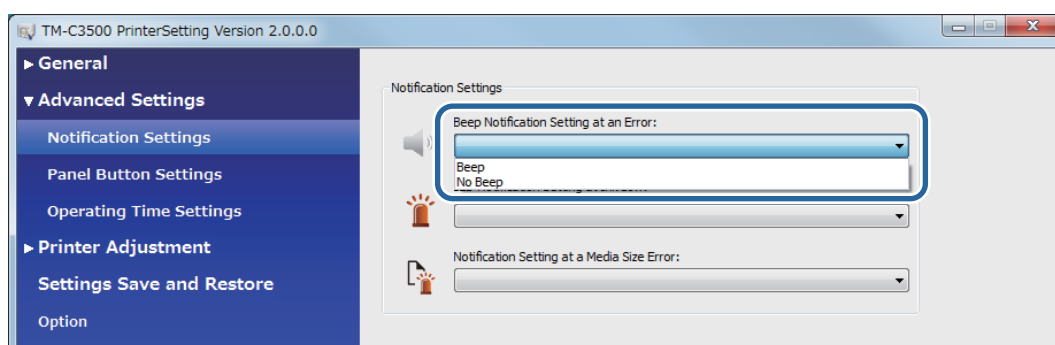 TM-C3500 PrinterSetting Version 2.0.0.0
General
Advanced Settings
Notification Settings
Panel Button Settings
Operating Time Settings
Printer Adjustment
Settings Save and Restore
Option
Notification Settings
Beep Notification Setting at an Error:
Beep
No Beep
Notification Setting at a Media Size Error: